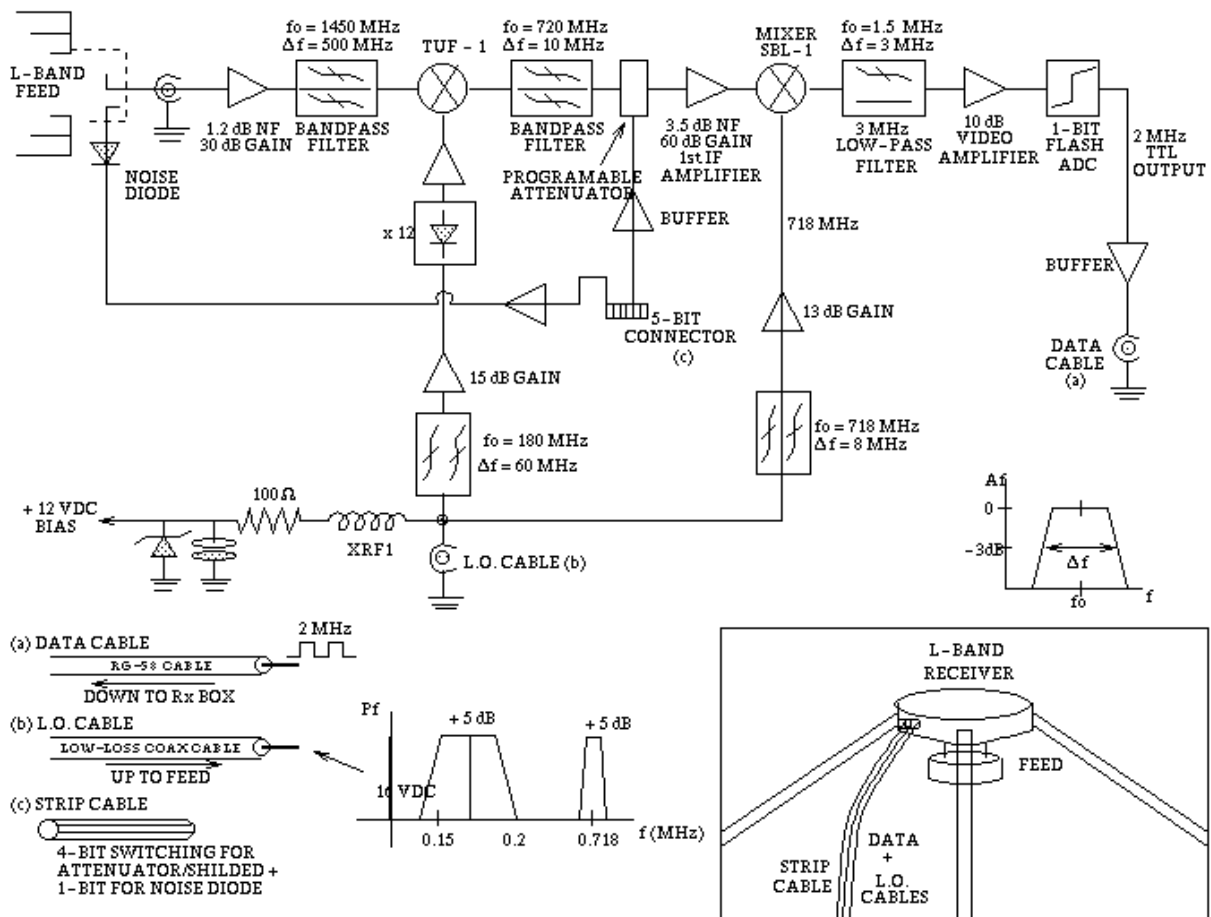 fo = 1450 MHz
Δf = 500 MHz
TUF - 1
fo = 720 MHz
Δf = 10 MHz
MIXER
SBL-1
fo = 1.5 MHz
Δf = 3 MHz
L-BAND
FEED
1.2 dB NF
30 dB GAIN
BANDPASS
FILTER
BANDPASS
FILTER
3.5 dB NF
60 dB GAIN
1st IF
AMPLIFIER
3 MHz
LOW-PASS
FILTER
10 dB
VIDEO
AMPLIFIER
1-BIT
FLASH
ADC
2 MHz
TTL
OUTPUT
NOISE
DIODE
PROGRAMABLE
ATTENUATOR
BUFFER
x 12
718 MHz
BUFFER
5-BIT
CONNECTOR
(c)
13 dB GAIN
DATA
CABLE
(a)
15 dB GAIN
fo = 180 MHz
Δf = 60 MHz
fo = 718 MHz
Δf = 8 MHz
+ 12 VDC
BIAS
100 Ω
XRF1
L.O. CABLE (b)
Af
0
-3dB
Δf
fo
f
(a) DATA CABLE
2 MHz
RG-58 CABLE
DOWN TO Rx BOX
(b) L.O. CABLE
LOW-LOSS COAX CABLE
UP TO FEED
(c) STRIP CABLE
4-BIT SWITCHING FOR
ATTENUATOR/SHILDED +
1-BIT FOR NOISE DIODE
Pf
+ 5 dB
+ 5 dB
16 VDC
0.15
0.2
0.718
f (MHz)
L-BAND
RECEIVER
FEED
STRIP
CABLE
DATA
+
L.O.
CABLES